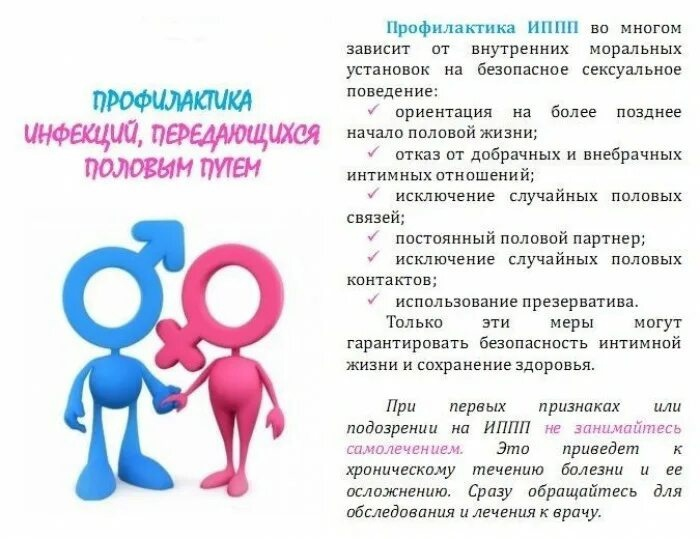 ПРОФИЛАКТИКА
ИНФЕКЦИЙ, ПЕРЕДАЮЩИХСЯ
ПОЛОВЫМ ПУТЕМ
Профилактика ИППП во многом
зависит от внутренних моральных
установок на безопасное сексуальное
поведение:
✓ ориентация на более позднее
начало половой жизни;
✓ отказ от добрачных и внебрачных
интимных отношений;
✓ исключение случайных половых
связей;
✓ постоянный половой партнер;
✓ исключение случайных половых
контактов;
✓ использование презерватива.
Только эти меры могут
гарантировать безопасность интимной
жизни и сохранение здоровья.
При первых признаках или
подозрении на ИППП не занимайтесь
самолечением. Это приведет к
хроническому течению болезни и ее
осложнению. Сразу обращайтесь для
обследования и лечения к врачу.